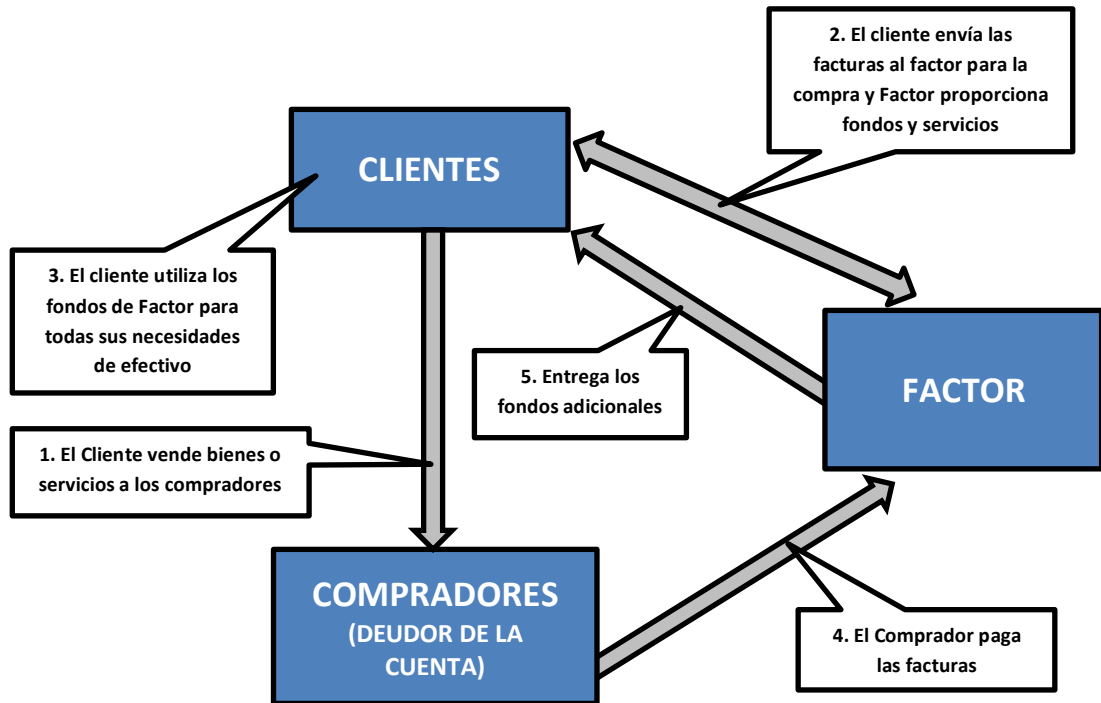 2. El cliente envía las
facturas al factor para la
compra y Factor proporciona
fondos y servicios
CLIENTES
3. El cliente utiliza los
fondos de Factor para
todas sus necesidades
de efectivo
5. Entrega los
fondos adicionales
FACTOR
1. El Cliente vende bienes o
servicios a los compradores
COMPRADORES
(DEUDOR DE LA
CUENTA)
4. El Comprador paga
las facturas